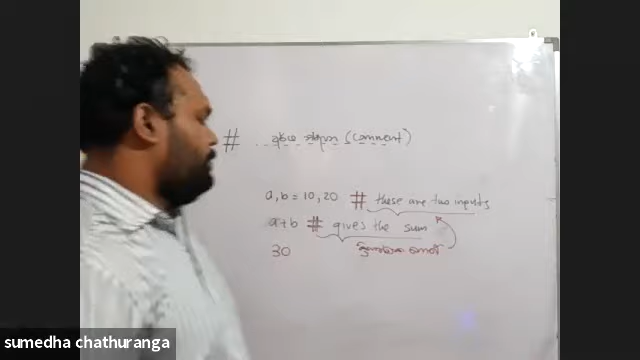 # (Comment)
a, b = 10, 20 # these are two inputs
a+b # gives the sum
30
sumedha chathuranga